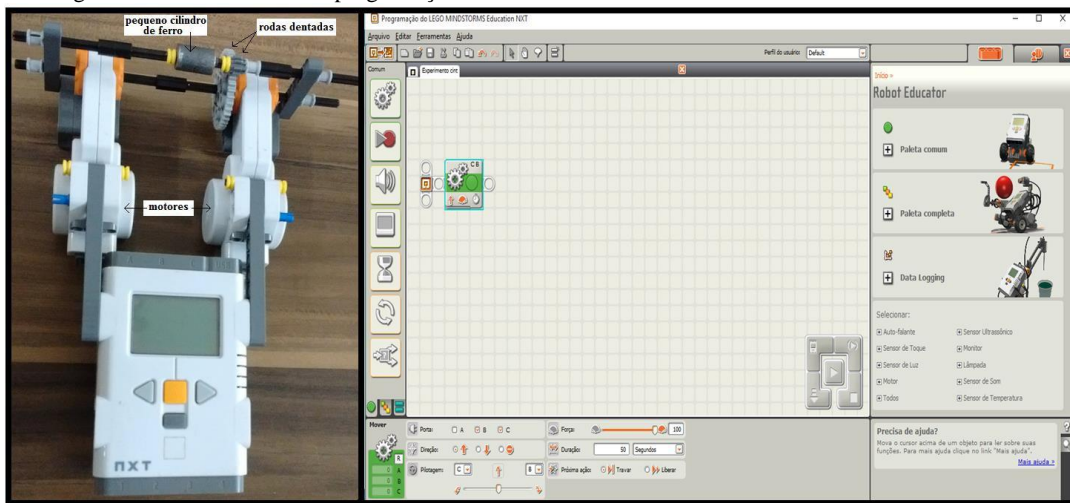 pequeno cilindro
de ferro
rodas dentadas
motores
NXT
Programação do LEGO MINDSTORMS Education NXT
Arquivo Editar Ferramentas Ajuda
Perfil do usuário: Default
Comum
Experimento cint
C B
Início »
Robot Educator
Paleta comum
Paleta completa
Data Logging
Selecionar:
Auto-falante
Sensor Ultrassônico
Sensor de Toque
Monitor
Sensor de Luz
Lâmpada
Motor
Sensor de Som
Todos
Sensor de Temperatura
Mover
Porta: A B C
Força: 100
Direção:
Duração: 50 Segundos
Pilotagem: C B
Próxima ação: Travar Liberar
R
0 A
0 B
0 C
Precisa de ajuda?
Mova o cursor acima de um objeto para ler sobre suas
funções. Para mais ajuda clique no link "Mais ajuda".
Mais ajuda »